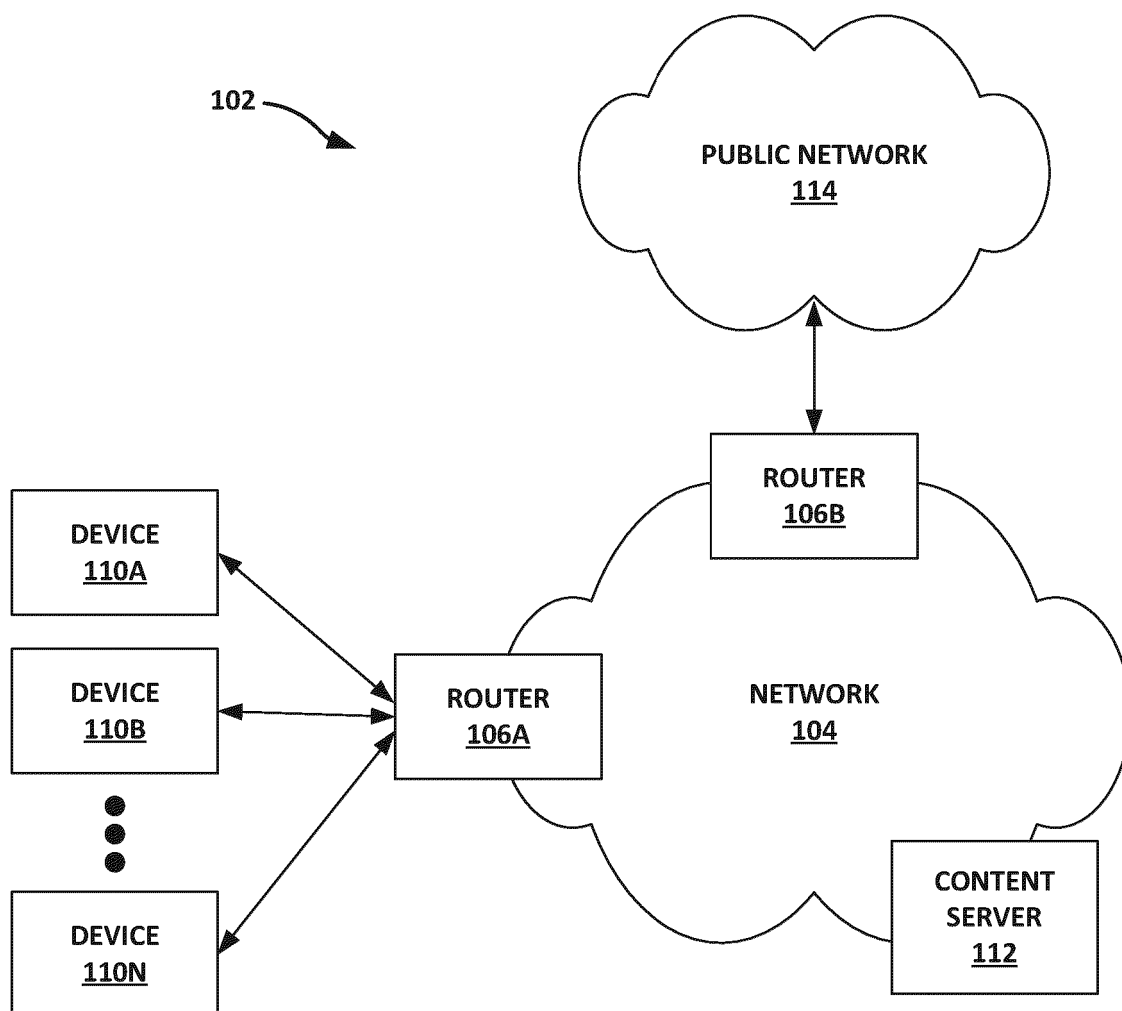 102
PUBLIC NETWORK
114
ROUTER
106B
DEVICE
110A
DEVICE
110B
ROUTER
106A
NETWORK
104
DEVICE
110N
CONTENT
SERVER
112